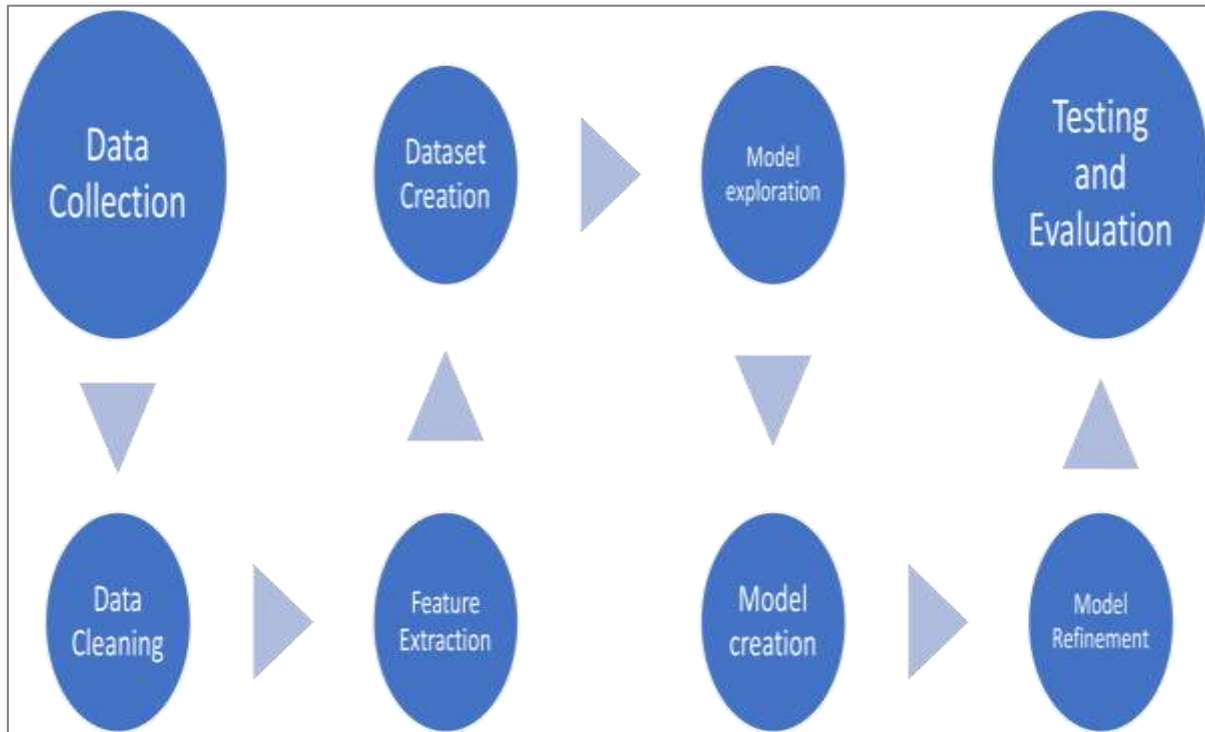 Data
Collection
Data
Cleaning
Feature
Extraction
Dataset
Creation
Model
exploration
Model
creation
Model
Refinement
Testing
and
Evaluation